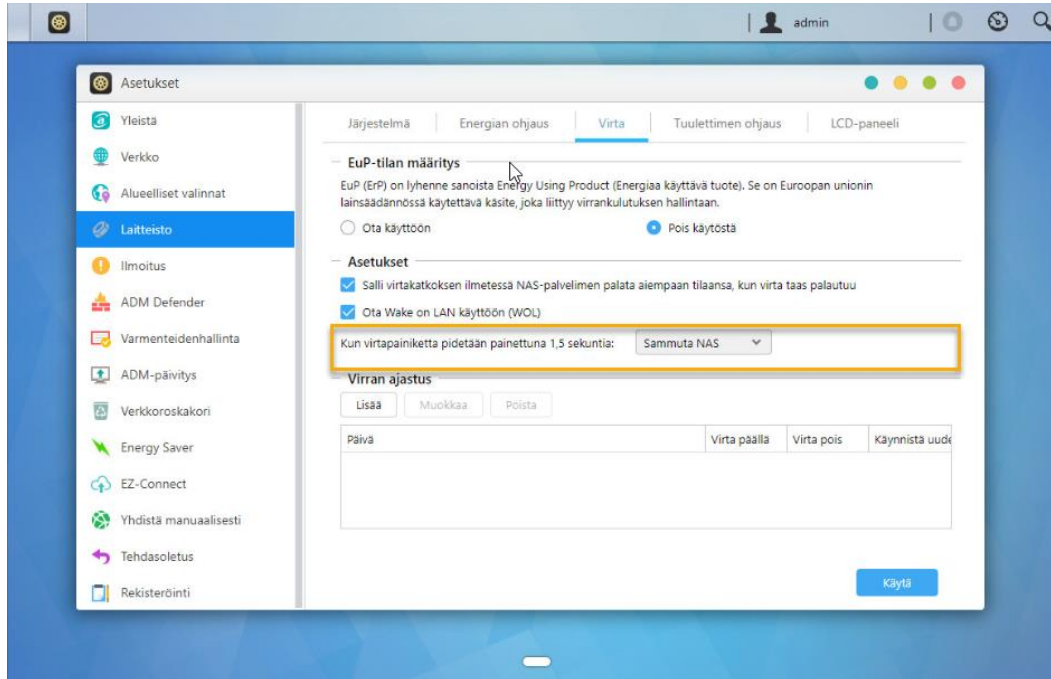 admin
Asetukset
Yleistä
Verkko
Alueelliset valinnat
Laitteisto
Ilmoitus
ADM Defender
Varmenteidenhallinta
ADM-päivitys
Verkkoroskakori
Energy Saver
EZ-Connect
Yhdistä manuaalisesti
Tehdasoletus
Rekisteröinti
Järjestelmä
Energian ohjaus
Virta
Tuulettimen ohjaus
LCD-paneeli
EuP-tilan määritys
EuP (ErP) on lyhenne sanoista Energy Using Product (Energiaa käyttävä tuote). Se on Euroopan unionin
lainsäädännössä käytettävä käsite, joka liittyy virrankulutuksen hallintaan.
Ota käyttöön
Pois käytöstä
Asetukset
Salli virtakatkoksen ilmetessä NAS-palvelimen palata aiempaan tilaansa, kun virta taas palautuu
Ota Wake on LAN käyttöön (WOL)
Kun virtapainiketta pidetään painettuna 1,5 sekuntia: Sammuta NAS
Virran ajastus
Lisää Muokkaa Poista
Päivä Virta päällä Virta pois Käynnistä uude
Käytä